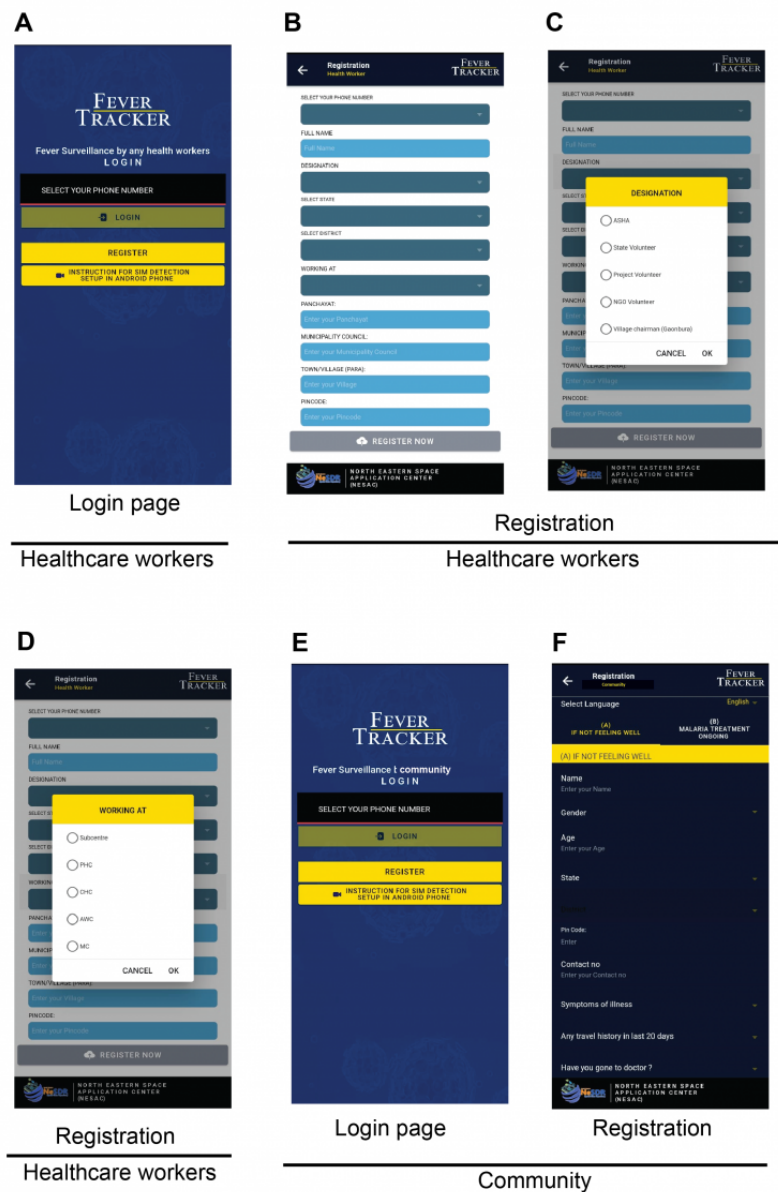 A
FEVER
TRACKER
Fever Surveillance by any health workers
LOGIN
SELECT YOUR PHONE NUMBER
LOGIN
REGISTER
INSTRUCTION FOR SIM DETECTION
SETUP IN ANDROID PHONE
Login page
Healthcare workers
B
Registration
Health Worker
FEVER
TRACKER
SELECT YOUR PHONE NUMBER
FULL NAME
Full Name
DESIGNATION
SELECT STATE
SELECT DISTRICT
WORKING AT
PANCHAYAT:
Enter your Panchayat
MUNICIPALITY COUNCIL:
Enter your Municipality Council
TOWN/VILLAGE (PARA):
Enter your Village
PINCODE:
Enter your Pincode
REGISTER NOW
NORTH EASTERN SPACE
APPLICATION CENTER
(NESAC)
C
Registration
Health Worker
FEVER
TRACKER
SELECT YOUR PHONE NUMBER
FULL NAME
Full Name
DESIGNATION
DESIGNATION
ASHA
State Volunteer
Project Volunteer
NGO Volunteer
Village chairman (Gaonbura)
CANCEL OK
TOWN/VILLAGE (PARA):
Enter your Village
PINCODE:
Enter your Pincode
REGISTER NOW
NORTH EASTERN SPACE
APPLICATION CENTER
(NESAC)
Registration
Healthcare workers
D
Registration
Health Worker
FEVER
TRACKER
SELECT YOUR PHONE NUMBER
FULL NAME
Full Name
DESIGNATION
WORKING AT
Subcentre
PHC
CHC
AWC
MC
CANCEL OK
TOWN/VILLAGE (PARA):
Enter your Village
PINCODE:
Enter your Pincode
REGISTER NOW
NORTH EASTERN SPACE
APPLICATION CENTER
(NESAC)
Registration
Healthcare workers
E
FEVER
TRACKER
Fever Surveillance t community
LOGIN
SELECT YOUR PHONE NUMBER
LOGIN
REGISTER
INSTRUCTION FOR SIM DETECTION
SETUP IN ANDROID PHONE
Login page
F
Registration
Community
FEVER
TRACKER
Select Language English
(A)
IF NOT FEELING WELL
(B)
MALARIA TREATMENT
ONGOING
(A) IF NOT FEELING WELL
Name
Enter your Name
Gender
Age
Enter your Age
State
Pin Code:
Enter
Contact no
Enter your Contact no
Symptoms of illness
Any travel history in last 20 days
Have you gone to doctor ?
NORTH EASTERN SPACE
APPLICATION CENTER
(NESAC)
Registration
Community